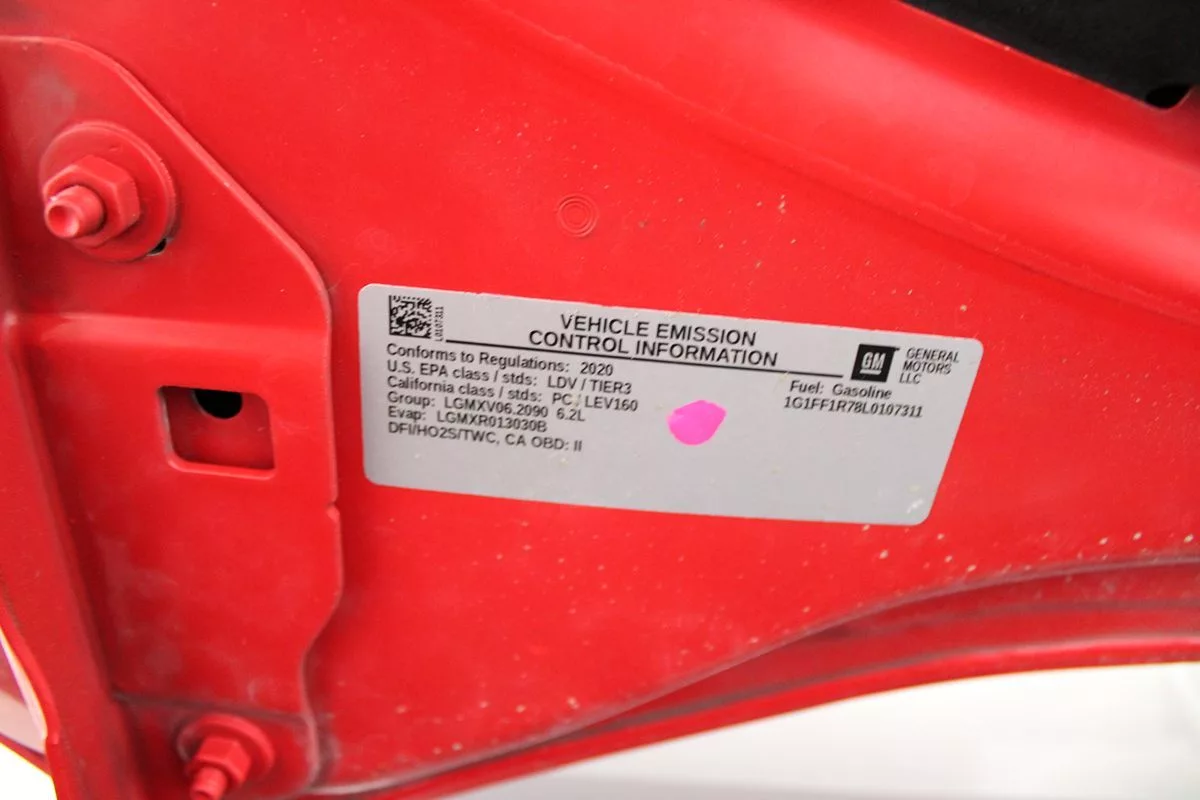 L0107311
VEHICLE EMISSION
CONTROL INFORMATION
GM
GENERAL
MOTORS
LLC
Conforms to Regulations: 2020
U.S. EPA class / stds: LDV / TIER3
California class / stds: PC / LEV160
Group: LGMXV06.2090 6.2L
Evap: LGMXR013030B
DFI/HO2S/TWC, CA OBD: II
Fuel: Gasoline
1G1FF1R78L0107311